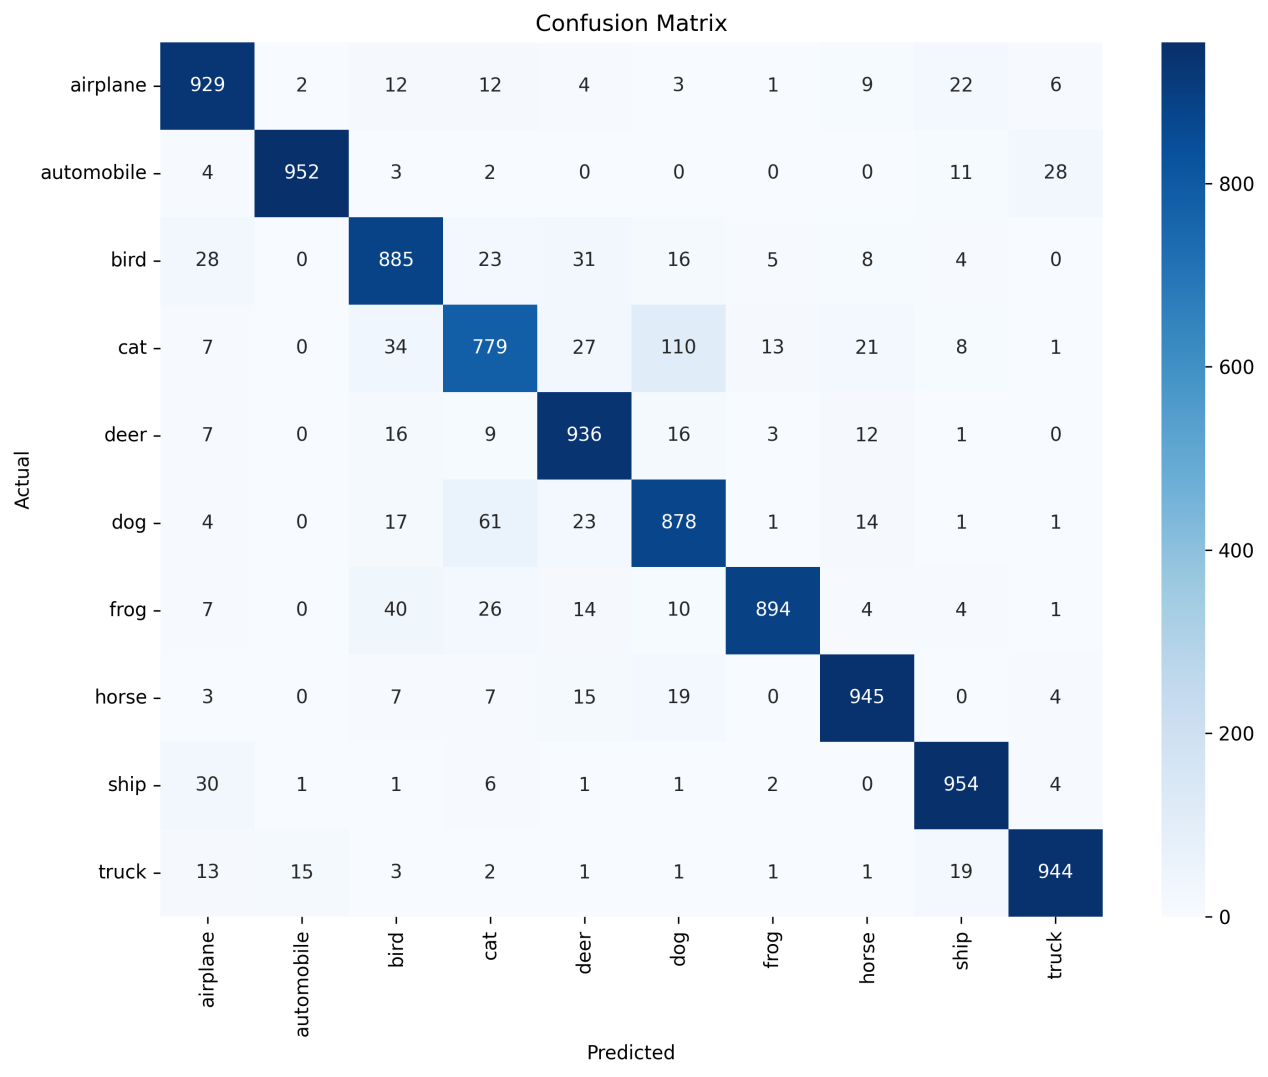 Confusion Matrix
airplane 929 2 12 12 4 3 1 9 22 6
automobile 4 952 3 2 0 0 0 0 11 28
bird 28 0 885 23 31 16 5 8 4 0
cat 7 0 34 779 27 110 13 21 8 1
deer 7 0 16 9 936 16 3 12 1 0
dog 4 0 17 61 23 878 1 14 1 1
frog 7 0 40 26 14 10 894 4 4 1
horse 3 0 7 7 15 19 0 945 0 4
ship 30 1 1 6 1 1 2 0 954 4
truck 13 15 3 2 1 1 1 1 19 944
Actual
airplane automobile bird cat deer dog frog horse ship truck
Predicted
800
600
400
200
0